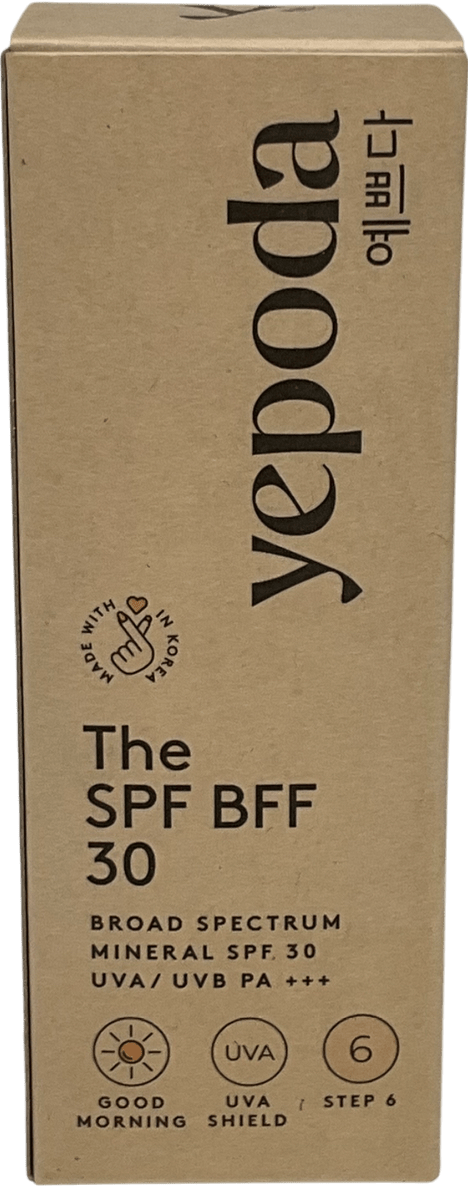 yepoda
예쁘다
MADE WITH IN KOREA
The
SPF BFF
30
BROAD SPECTRUM
MINERAL SPF 30
UVA/ UVB PA +++
UVA
6
GOOD
MORNING
UVA
SHIELD
STEP 6